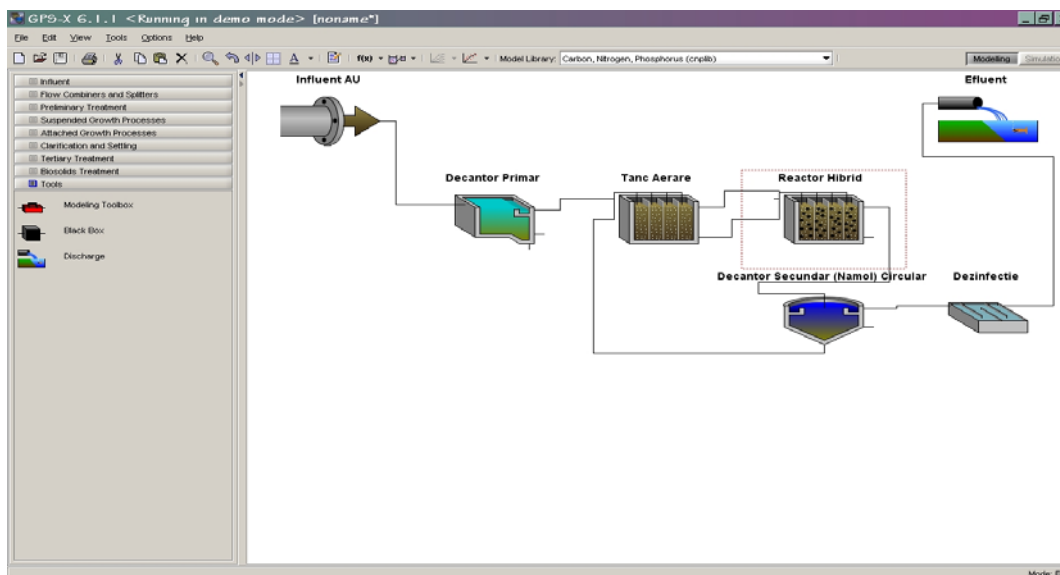 GPS-X 6.1.1 <Running in demo mode> [noname*]
File Edit View Tools Options Help
f(x) Model Library: Carbon, Nitrogen, Phosphorus (cnplib) Modelling Simulation
Influent
Flow Combiners and Splitters
Preliminary Treatment
Suspended Growth Processes
Attached Growth Processes
Clarification and Settling
Tertiary Treatment
Biosolids Treatment
Tools
Modeling Toolbox
Black Box
Discharge
Influent AU
Efluent
Decantor Primar
Tanc Aerare
Reactor Hibrid
Decantor Secundar (Namol) Circular
Dezinfectie
Mode: